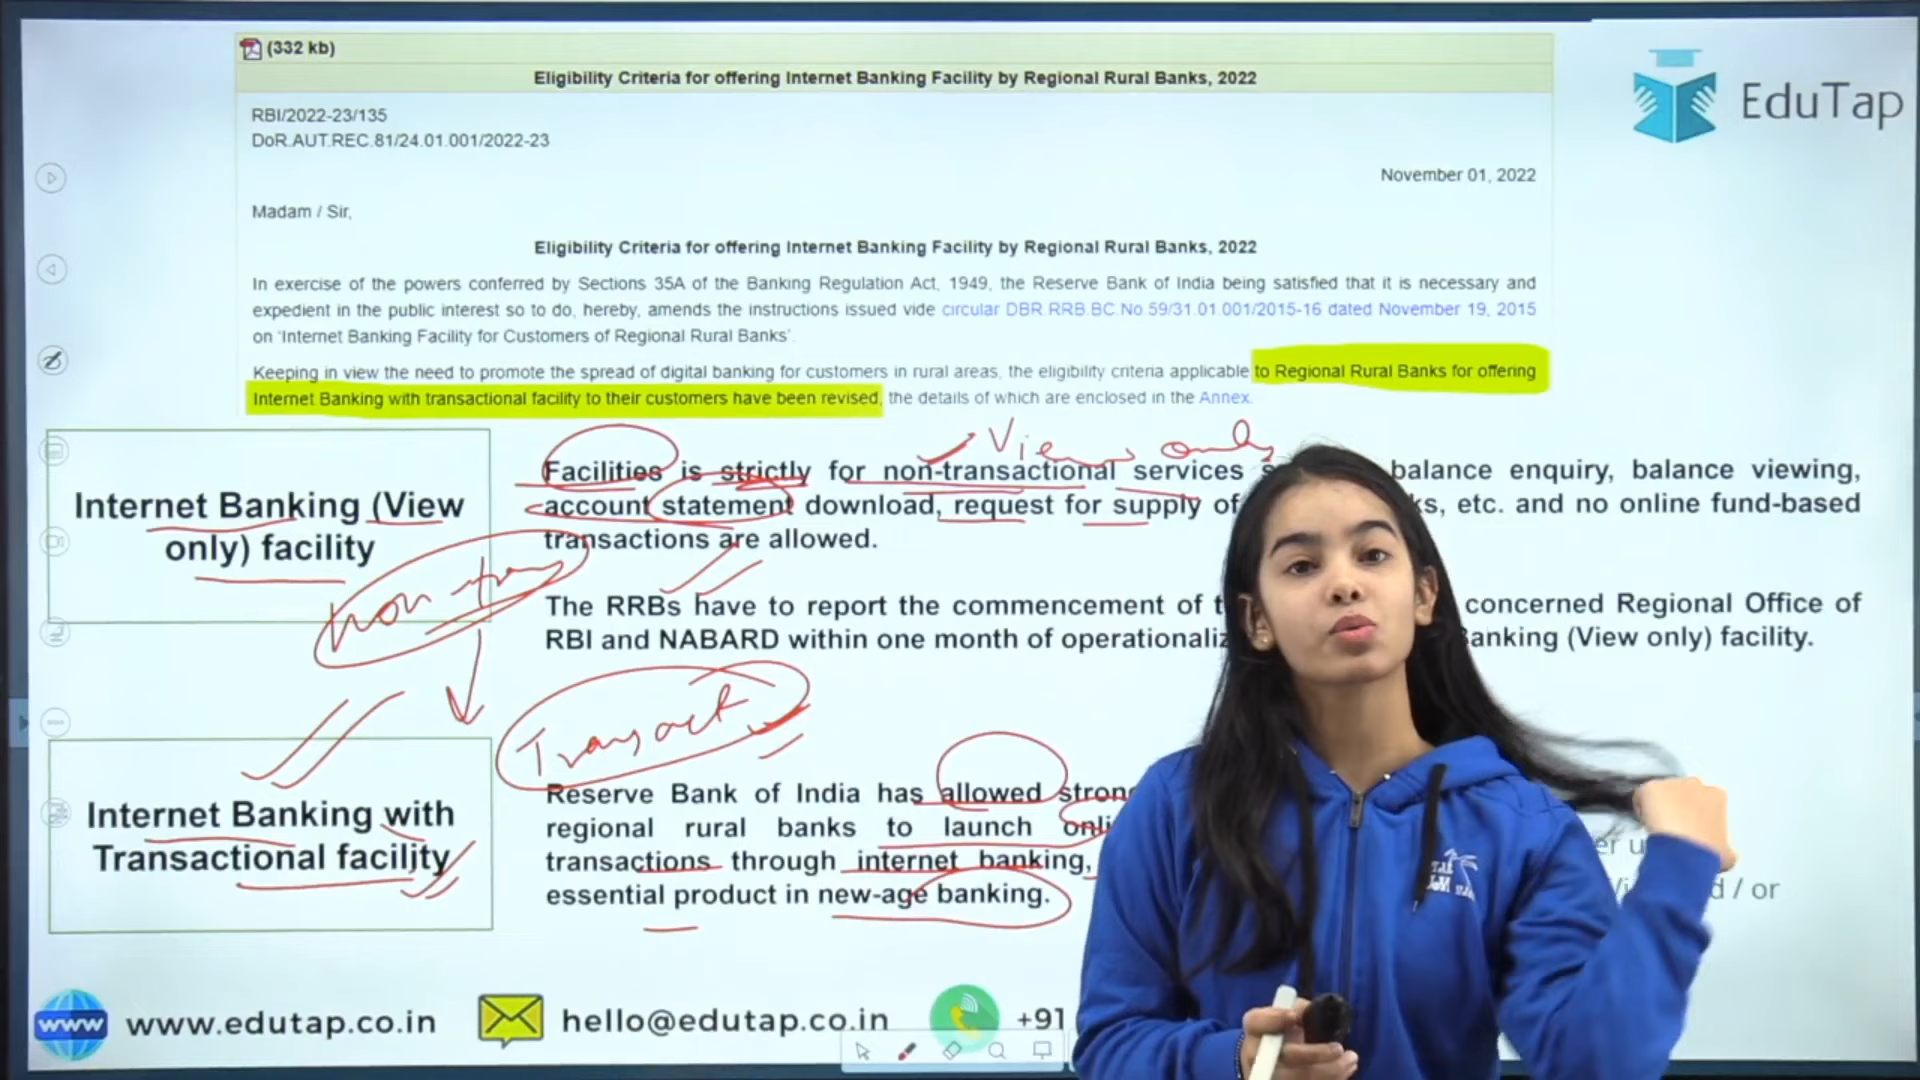 (332 kb)
Eligibility Criteria for offering Internet Banking Facility by Regional Rural Banks, 2022
EduTap
RBI/2022-23/135
DoR.AUT.REC.81/24.01.001/2022-23
November 01, 2022
Madam / Sir,
Eligibility Criteria for offering Internet Banking Facility by Regional Rural Banks, 2022
In exercise of the powers conferred by Sections 35A of the Banking Regulation Act, 1949, the Reserve Bank of India being satisfied that it is necessary and
expedient in the public interest so to do, hereby, amends the instructions issued vide circular DBR.RRB.BC.No.59/31.01.001/2015-16 dated November 19, 2015
on 'Internet Banking Facility for Customers of Regional Rural Banks'.
Keeping in view the need to promote the spread of digital banking for customers in rural areas, the eligibility criteria applicable to Regional Rural Banks for offering
Internet Banking with transactional facility to their customers have been revised, the details of which are enclosed in the Annex.
View only
Internet Banking (View
only) facility
Facilities is strictly for non-transactional services balance enquiry, balance viewing,
account statement download, request for supply of etc. and no online fund-based
transactions are allowed.
non-tran
The RRBs have to report the commencement of concerned Regional Office of
RBI and NABARD within one month of Banking (View only) facility.
Transact
Internet Banking with
Transactional facility
Reserve Bank of India has allowed
regional rural banks to launch
transactions through internet banking,
essential product in new-age banking.
/ or
www
www.edutap.co.in
hello@edutap.co.in
+91